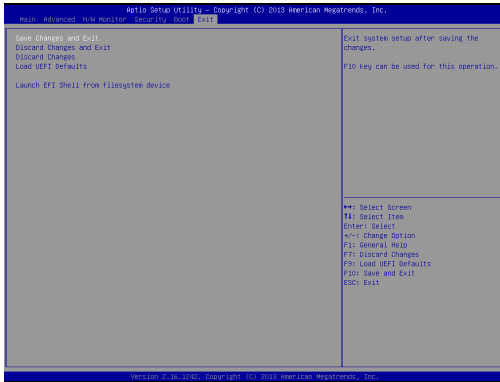 Aptio Setup Utility - Copyright (C) 2013 American Megatrends, Inc.
Main Advanced H/W Monitor Security Boot Exit
Save Changes and Exit
Discard Changes and Exit
Discard Changes
Load UEFI Defaults
Launch EFI Shell from filesystem device
Exit system setup after saving the
changes.
F10 key can be used for this operation.
→←: Select Screen
↑↓: Select Item
Enter: Select
+/-: Change Option
F1: General Help
F7: Discard Changes
F9: Load UEFI Defaults
F10: Save and Exit
ESC: Exit
Version 2.16.1242. Copyright (C) 2013 American Megatrends, Inc.